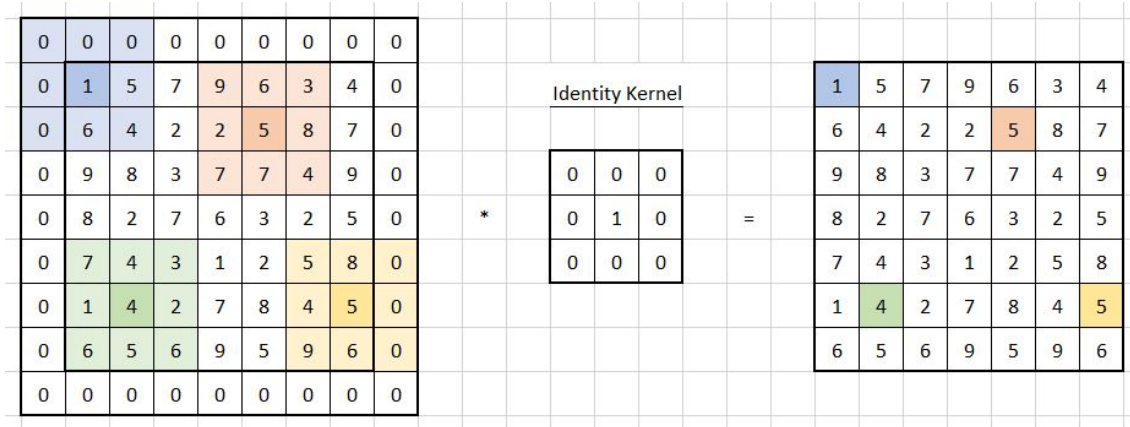 0 0 0 0 0 0 0 0 0
0 1 5 7 9 6 3 4 0
Identity Kernel
1 5 7 9 6 3 4
0 6 4 2 2 5 8 7 0
6 4 2 2 5 8 7
0 9 8 3 7 7 4 9 0
0 0 0
9 8 3 7 7 4 9
0 8 2 7 6 3 2 5 0
*
0 1 0
=
8 2 7 6 3 2 5
0 7 4 3 1 2 5 8 0
0 0 0
7 4 3 1 2 5 8
0 1 4 2 7 8 4 5 0
1 4 2 7 8 4 5
0 6 5 6 9 5 9 6 0
6 5 6 9 5 9 6
0 0 0 0 0 0 0 0 0